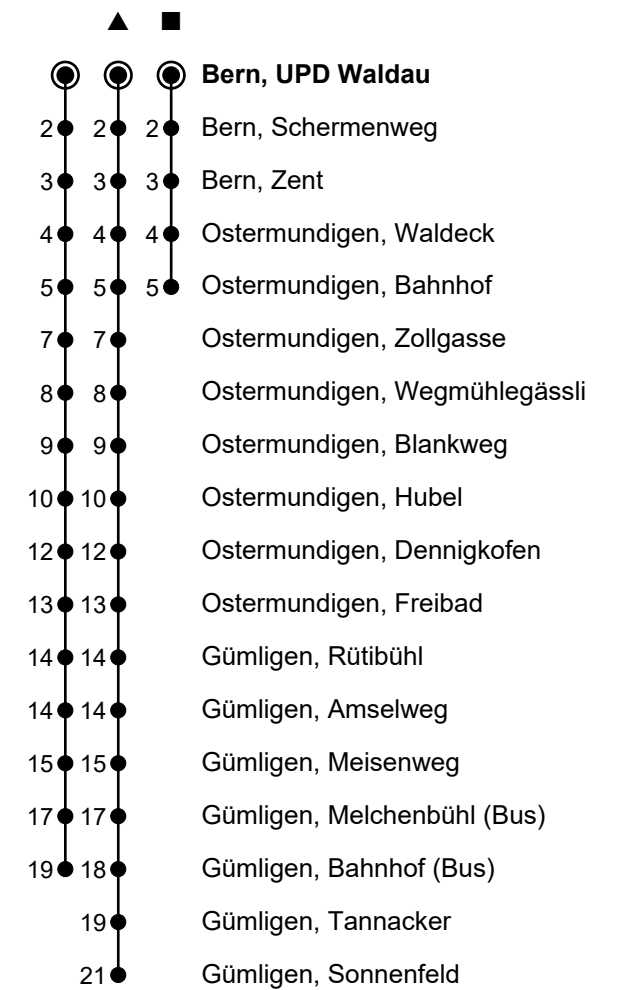 ▲ ■
Bern, UPD Waldau
2 2 2 Bern, Schermenweg
3 3 3 Bern, Zent
4 4 4 Ostermundigen, Waldeck
5 5 5 Ostermundigen, Bahnhof
7 7 Ostermundigen, Zollgasse
8 8 Ostermundigen, Wegmühlegässli
9 9 Ostermundigen, Blankweg
10 10 Ostermundigen, Hubel
12 12 Ostermundigen, Dennigkofen
13 13 Ostermundigen, Freibad
14 14 Gümligen, Rütibühl
14 14 Gümligen, Amselweg
15 15 Gümligen, Meisenweg
17 17 Gümligen, Melchenbühl (Bus)
19 18 Gümligen, Bahnhof (Bus)
19 Gümligen, Tannacker
21 Gümligen, Sonnenfeld